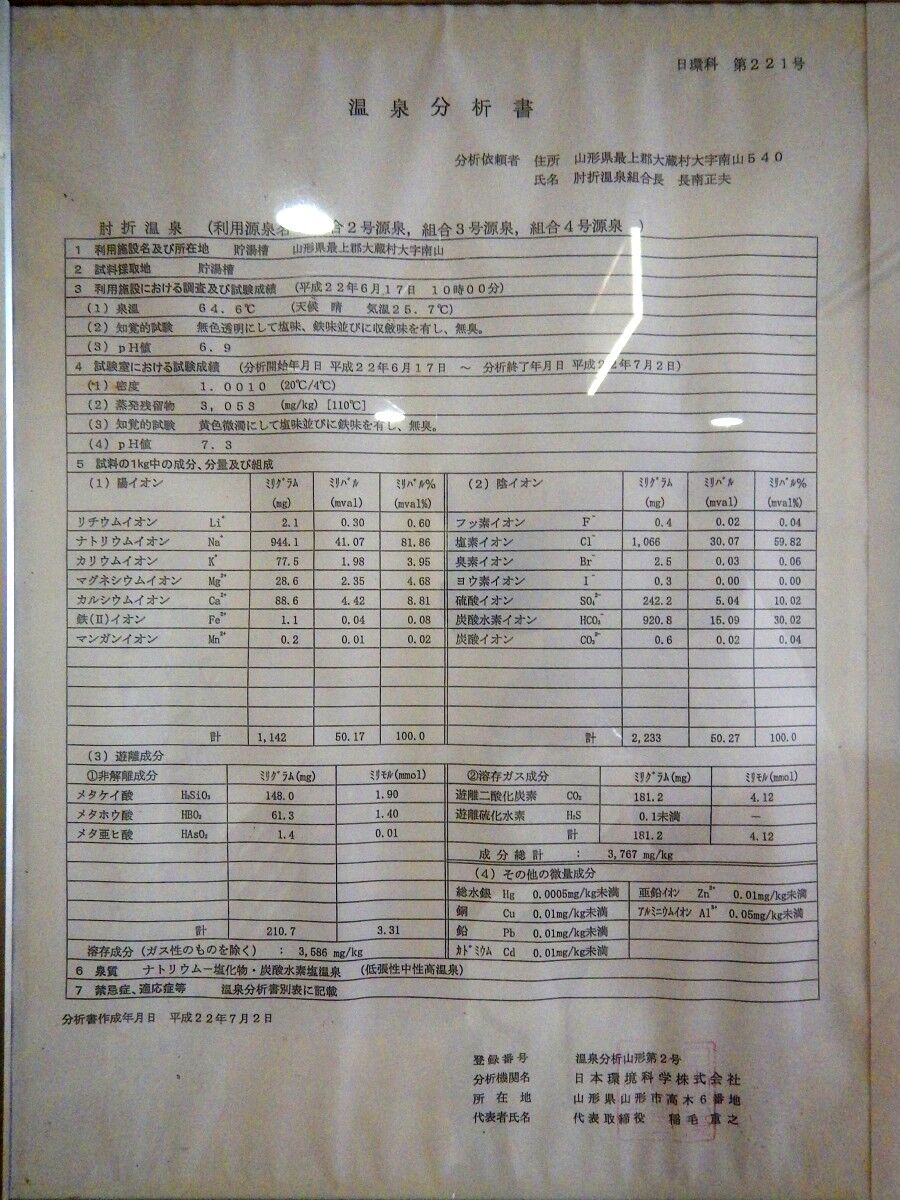 日環科　第２２１号
温泉分析書
分析依頼者　住所　山形県最上郡大蔵村大字南山５４０
氏名　肘折温泉組合長　長南正夫
肘折温泉　（利用源泉　合２号源泉，組合３号源泉，組合４号源泉　）
１　利用施設名及び所在地　貯湯槽　山形県最上郡大蔵村大字南山
２　試料採取地　貯湯槽
３　利用施設における調査及び試験成績　（平成２２年６月１７日　１０時００分）
（１）泉温　６４．６℃　（天候　晴　気温２５．７℃）
（２）知覚的試験　無色透明にして塩味、鉄味並びに収斂味を有し、無臭。
（３）ｐＨ値　６．９
４　試験室における試験成績　（分析開始年月日　平成２２年６月１７日　～　分析終了年月日　平成２２年７月２日）
（１）密度　１．００１０　（20℃/4℃）
（２）蒸発残留物　３，０５３　（mg/kg）［110℃］
（３）知覚的試験　黄色微濁にして塩味並びに鉄味を有し、無臭。
（４）ｐＨ値　７．３
５　試料の1kg中の成分、分量及び組成
（１）陽イオン　ﾐﾘｸﾞﾗﾑ(mg)　ﾐﾘﾊﾞﾙ(mval)　ﾐﾘﾊﾞﾙ%(mval%)　（２）陰イオン　ﾐﾘｸﾞﾗﾑ(mg)　ﾐﾘﾊﾞﾙ(mval)　ﾐﾘﾊﾞﾙ%(mval%)
リチウムイオン　Li⁺　2.1　0.30　0.60　フッ素イオン　F⁻　0.4　0.02　0.04
ナトリウムイオン　Na⁺　944.1　41.07　81.86　塩素イオン　Cl⁻　1,066　30.07　59.82
カリウムイオン　K⁺　77.5　1.98　3.95　臭素イオン　Br⁻　2.5　0.03　0.06
マグネシウムイオン　Mg²⁺　28.6　2.35　4.68　ヨウ素イオン　I⁻　0.3　0.00　0.00
カルシウムイオン　Ca²⁺　88.6　4.42　8.81　硫酸イオン　SO₄²⁻　242.2　5.04　10.02
鉄(II)イオン　Fe²⁺　1.1　0.04　0.08　炭酸水素イオン　HCO₃⁻　920.8　15.09　30.02
マンガンイオン　Mn²⁺　0.2　0.01　0.02　炭酸イオン　CO₃²⁻　0.6　0.02　0.04
計　1,142　50.17　100.0　計　2,233　50.27　100.0
（３）遊離成分
①非解離成分　ﾐﾘｸﾞﾗﾑ(mg)　ﾐﾘﾓﾙ(mmol)　②溶存ガス成分　ﾐﾘｸﾞﾗﾑ(mg)　ﾐﾘﾓﾙ(mmol)
メタケイ酸　H₂SiO₃　148.0　1.90　遊離二酸化炭素　CO₂　181.2　4.12
メタホウ酸　HBO₂　61.3　1.40　遊離硫化水素　H₂S　0.1未満　－
メタ亜ヒ酸　HAsO₂　1.4　0.01　計　181.2　4.12
成分総計　：　3,767 mg/kg
（４）その他の微量成分
総水銀　Hg　0.0005mg/kg未満　亜鉛ｲｵﾝ　Zn²⁺　0.01mg/kg未満
銅　Cu　0.01mg/kg未満　ｱﾙﾐﾆｳﾑｲｵﾝ　Al³⁺　0.05mg/kg未満
鉛　Pb　0.01mg/kg未満
計　210.7　3.31
ｶﾄﾞﾐｳﾑ　Cd　0.01mg/kg未満
溶存成分（ガス性のものを除く）　：　3,586 mg/kg
６　泉質　ナトリウム－塩化物・炭酸水素塩温泉　（低張性中性高温泉）
７　禁忌症、適応症等　温泉分析書別表に記載
分析書作成年月日　平成２２年７月２日
登録番号　温泉分析山形第２号
分析機関名　日本環境科学株式会社
所在地　山形県山形市高木６番地
代表者氏名　代表取締役　稲毛重之